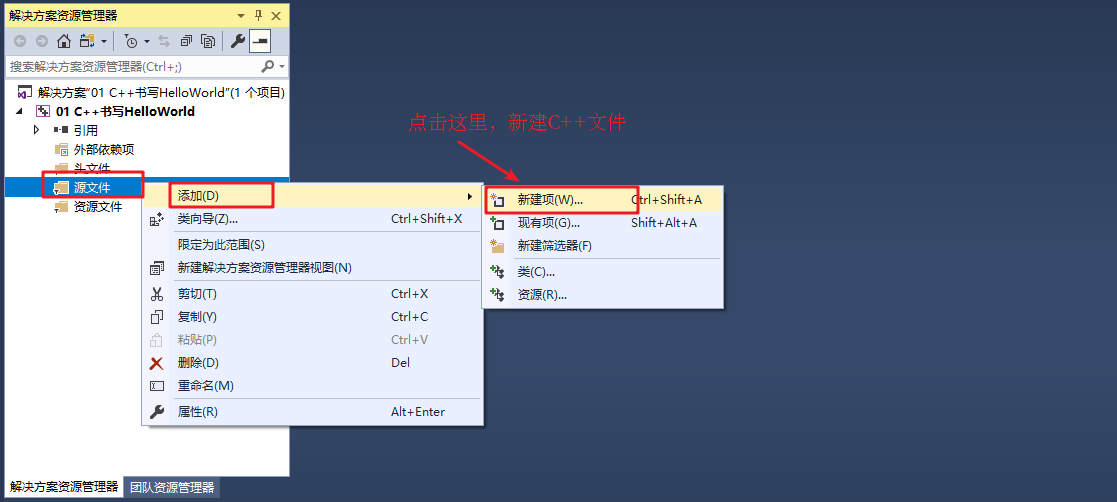 解决方案资源管理器
搜索解决方案资源管理器(Ctrl+;)
解决方案"01 C++书写HelloWorld"(1 个项目)
01 C++书写HelloWorld
引用
外部依赖项
头文件
源文件
资源文件
点击这里，新建C++文件
添加(D)
类向导(Z)... Ctrl+Shift+X
限定为此范围(S)
新建解决方案资源管理器视图(N)
剪切(T) Ctrl+X
复制(Y) Ctrl+C
粘贴(P) Ctrl+V
删除(D) Del
重命名(M)
属性(R) Alt+Enter
新建项(W)... Ctrl+Shift+A
现有项(G)... Shift+Alt+A
新建筛选器(F)
类(C)...
资源(R)...
解决方案资源管理器 团队资源管理器